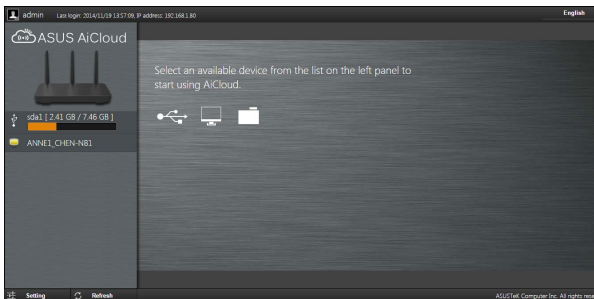 admin Last login: 2014/11/19 13:57:09, IP address: 192.168.1.80 English
ASUS AiCloud
Select an available device from the list on the left panel to
start using AiCloud.
sda1 [ 2.41 GB / 7.46 GB ]
ANNE1_CHEN-NB1
Setting Refresh ASUSTeK Computer Inc. All rights rese